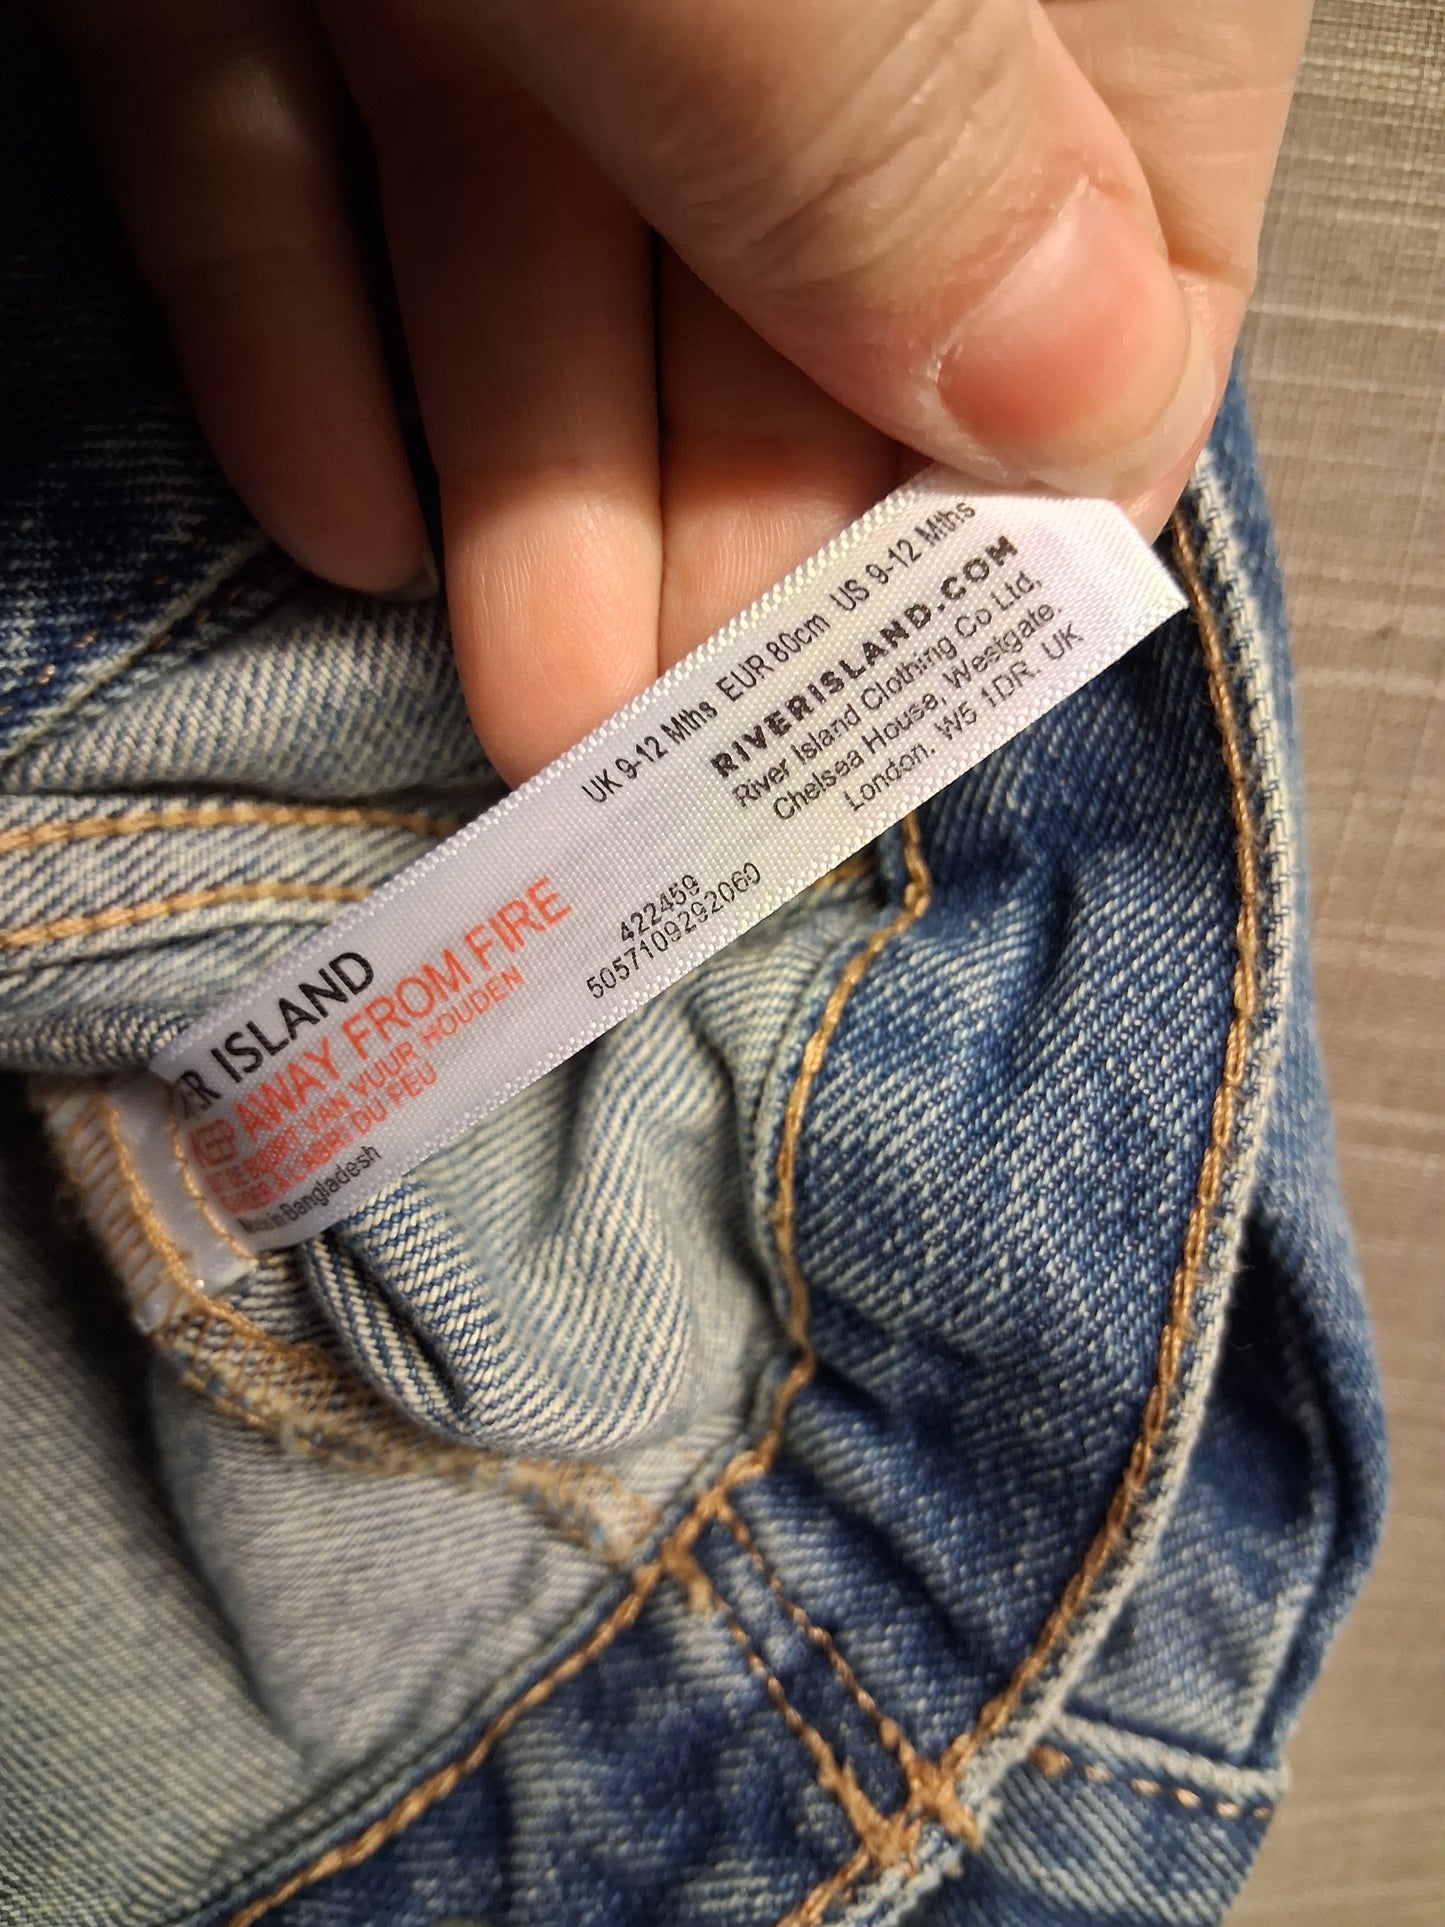 UK 9-12 Mths EUR 80cm US 9-12 Mths
RIVERISLAND.COM
River Island Clothing Co Ltd,
Chelsea House, Westgate.
London. W5 1DR. UK
422459
5057109292060
ISLAND
KEEP AWAY FROM FIRE
VAN VUUR HOUDEN
DU FEU
Made in Bangladesh